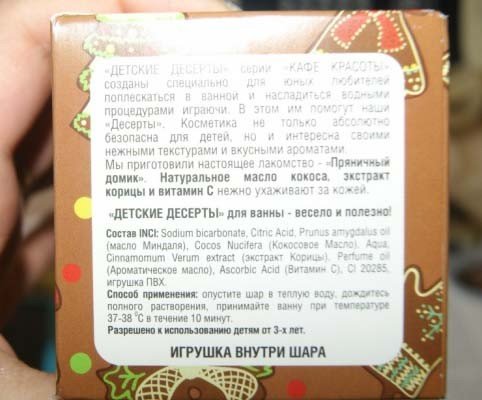 «ДЕТСКИЕ ДЕСЕРТЫ» серии «КАФЕ КРАСОТЫ»
созданы специально для юных любителей
поплескаться в ванной и насладиться водными
процедурами играючи. В этом им помогут наши
«Десерты». Косметика не только абсолютно
безопасна для детей, но и интересна своими
нежными текстурами и вкусными ароматами.
Мы приготовили настоящее лакомство - «Пряничный
домик». Натуральное масло кокоса, экстракт
корицы и витамин С нежно ухаживают за кожей.
«ДЕТСКИЕ ДЕСЕРТЫ» для ванны - весело и полезно!
Состав INCI: Sodium bicarbonate, Citric Acid, Prunus amygdalus oil
(масло Миндаля), Cocos Nucifera (Кокосовое Масло). Aqua,
Cinnamomum Verum extract (экстракт Корицы). Perfume oil
(Ароматическое масло), Ascorbic Acid (Витамин С), CI 20285,
игрушка ПВХ.
Способ применения: опустите шар в теплую воду, дождитесь
полного растворения, принимайте ванну при температуре
37-38 °С в течение 10 минут.
Разрешено к использованию детям от 3-х лет.
ИГРУШКА ВНУТРИ ШАРА